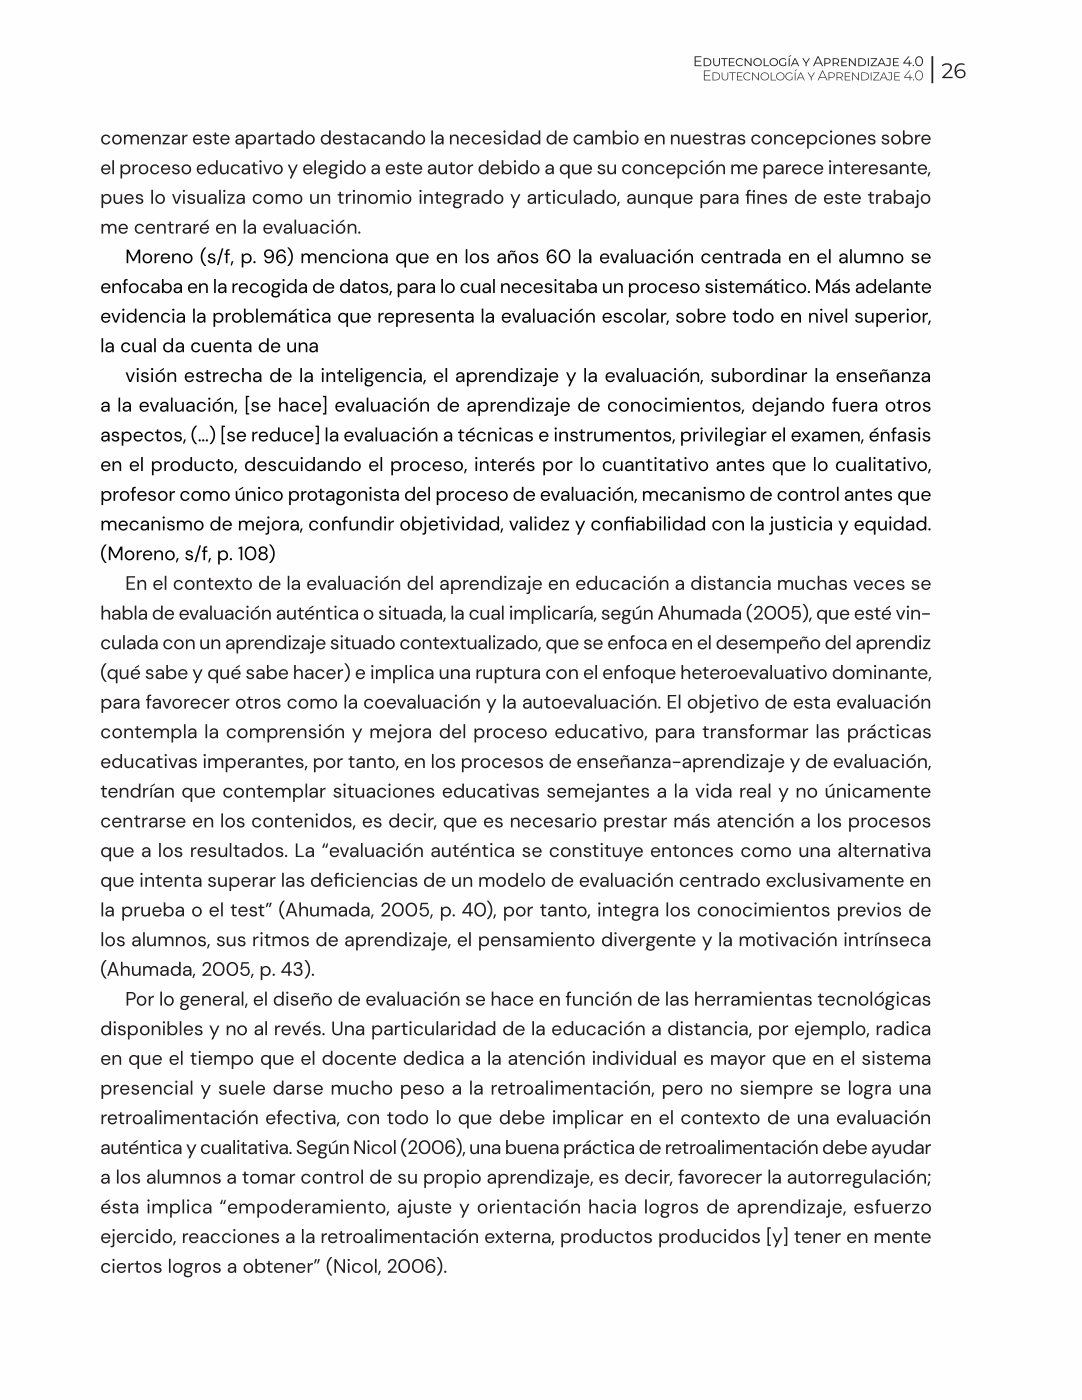 Edutecnología y Aprendizaje 4.0
Edutecnología y Aprendizaje 4.0 | 26
comenzar este apartado destacando la necesidad de cambio en nuestras concepciones sobre
el proceso educativo y elegido a este autor debido a que su concepción me parece interesante,
pues lo visualiza como un trinomio integrado y articulado, aunque para fines de este trabajo
me centraré en la evaluación.
Moreno (s/f, p. 96) menciona que en los años 60 la evaluación centrada en el alumno se
enfocaba en la recogida de datos, para lo cual necesitaba un proceso sistemático. Más adelante
evidencia la problemática que representa la evaluación escolar, sobre todo en nivel superior,
la cual da cuenta de una
visión estrecha de la inteligencia, el aprendizaje y la evaluación, subordinar la enseñanza
a la evaluación, [se hace] evaluación de aprendizaje de conocimientos, dejando fuera otros
aspectos, (…) [se reduce] la evaluación a técnicas e instrumentos, privilegiar el examen, énfasis
en el producto, descuidando el proceso, interés por lo cuantitativo antes que lo cualitativo,
profesor como único protagonista del proceso de evaluación, mecanismo de control antes que
mecanismo de mejora, confundir objetividad, validez y confiabilidad con la justicia y equidad.
(Moreno, s/f, p. 108)
En el contexto de la evaluación del aprendizaje en educación a distancia muchas veces se
habla de evaluación auténtica o situada, la cual implicaría, según Ahumada (2005), que esté vin-
culada con un aprendizaje situado contextualizado, que se enfoca en el desempeño del aprendiz
(qué sabe y qué sabe hacer) e implica una ruptura con el enfoque heteroevaluativo dominante,
para favorecer otros como la coevaluación y la autoevaluación. El objetivo de esta evaluación
contempla la comprensión y mejora del proceso educativo, para transformar las prácticas
educativas imperantes, por tanto, en los procesos de enseñanza-aprendizaje y de evaluación,
tendrían que contemplar situaciones educativas semejantes a la vida real y no únicamente
centrarse en los contenidos, es decir, que es necesario prestar más atención a los procesos
que a los resultados. La “evaluación auténtica se constituye entonces como una alternativa
que intenta superar las deficiencias de un modelo de evaluación centrado exclusivamente en
la prueba o el test” (Ahumada, 2005, p. 40), por tanto, integra los conocimientos previos de
los alumnos, sus ritmos de aprendizaje, el pensamiento divergente y la motivación intrínseca
(Ahumada, 2005, p. 43).
Por lo general, el diseño de evaluación se hace en función de las herramientas tecnológicas
disponibles y no al revés. Una particularidad de la educación a distancia, por ejemplo, radica
en que el tiempo que el docente dedica a la atención individual es mayor que en el sistema
presencial y suele darse mucho peso a la retroalimentación, pero no siempre se logra una
retroalimentación efectiva, con todo lo que debe implicar en el contexto de una evaluación
auténtica y cualitativa. Según Nicol (2006), una buena práctica de retroalimentación debe ayudar
a los alumnos a tomar control de su propio aprendizaje, es decir, favorecer la autorregulación;
ésta implica “empoderamiento, ajuste y orientación hacia logros de aprendizaje, esfuerzo
ejercido, reacciones a la retroalimentación externa, productos producidos [y] tener en mente
ciertos logros a obtener” (Nicol, 2006).